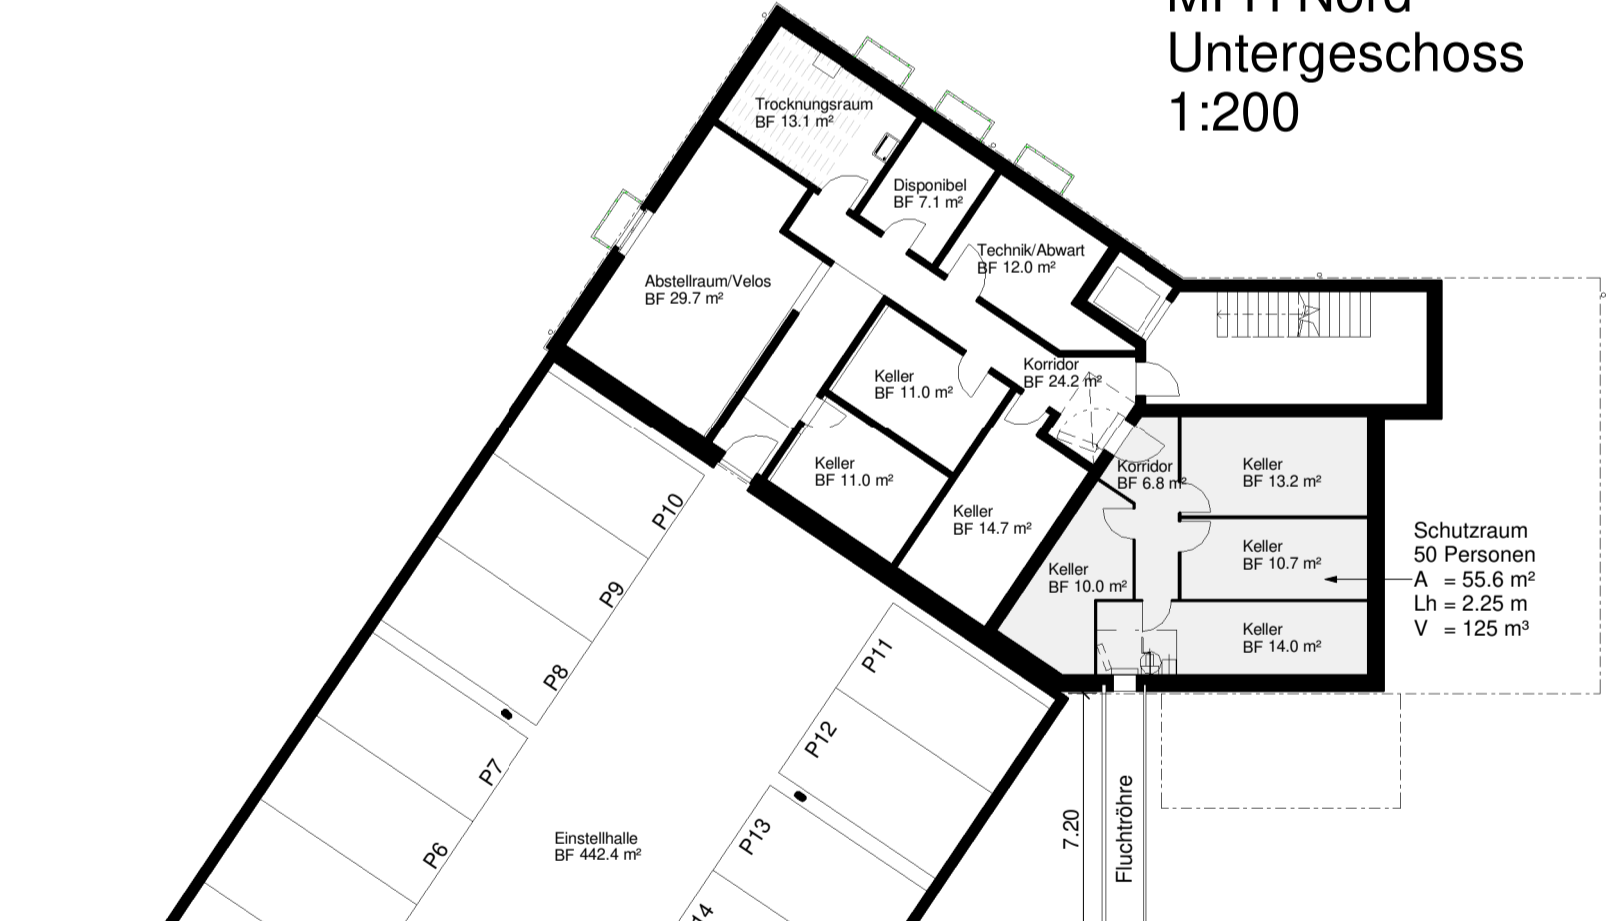 MFH Nord
Untergeschoss
1:200
Trocknungsraum
BF 13.1 m²
Disponibel
BF 7.1 m²
Technik/Abwart
BF 12.0 m²
Abstellraum/Velos
BF 29.7 m²
Korridor
BF 24.2 m²
Keller
BF 11.0 m²
Keller
BF 11.0 m²
Keller
BF 14.7 m²
Korridor
BF 6.8 m²
Keller
BF 13.2 m²
Keller
BF 10.7 m²
Keller
BF 10.0 m²
Keller
BF 14.0 m²
Schutzraum
50 Personen
A = 55.6 m²
Lh = 2.25 m
V = 125 m³
P10
P9
P8
P7
P6
P11
P12
P13
14
Einstellhalle
BF 442.4 m²
7.20
Fluchtröhre